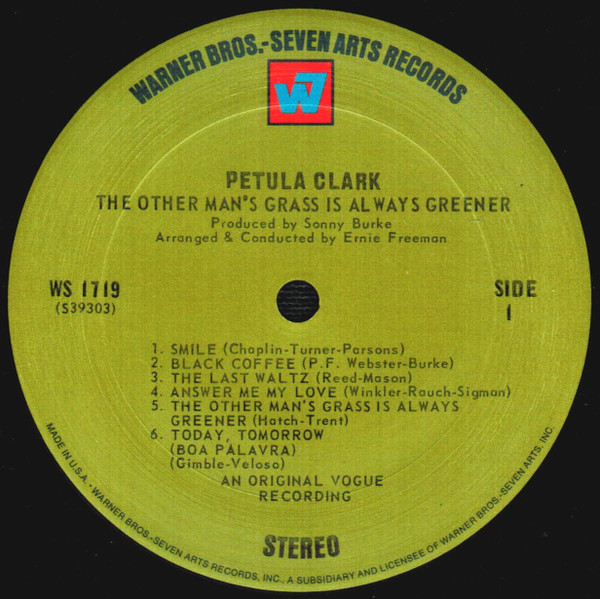 WARNER BROS.-SEVEN ARTS RECORDS
W7
PETULA CLARK
THE OTHER MAN'S GRASS IS ALWAYS GREENER
Produced by Sonny Burke
Arranged & Conducted by Ernie Freeman
WS 1719
(S39303)
SIDE
1
1. SMILE (Chaplin-Turner-Parsons)
2. BLACK COFFEE (P.F. Webster-Burke)
3. THE LAST WALTZ (Reed-Mason)
4. ANSWER ME MY LOVE (Winkler-Rauch-Sigman)
5. THE OTHER MAN'S GRASS IS ALWAYS
GREENER (Hatch-Trent)
6. TODAY, TOMORROW
(BOA PALAVRA)
(Gimble-Veloso)
AN ORIGINAL VOGUE
RECORDING
STEREO
MADE IN U.S.A. - WARNER BROS.-SEVEN ARTS RECORDS, INC., A SUBSIDIARY AND LICENSEE OF WARNER BROS.-SEVEN ARTS, INC.